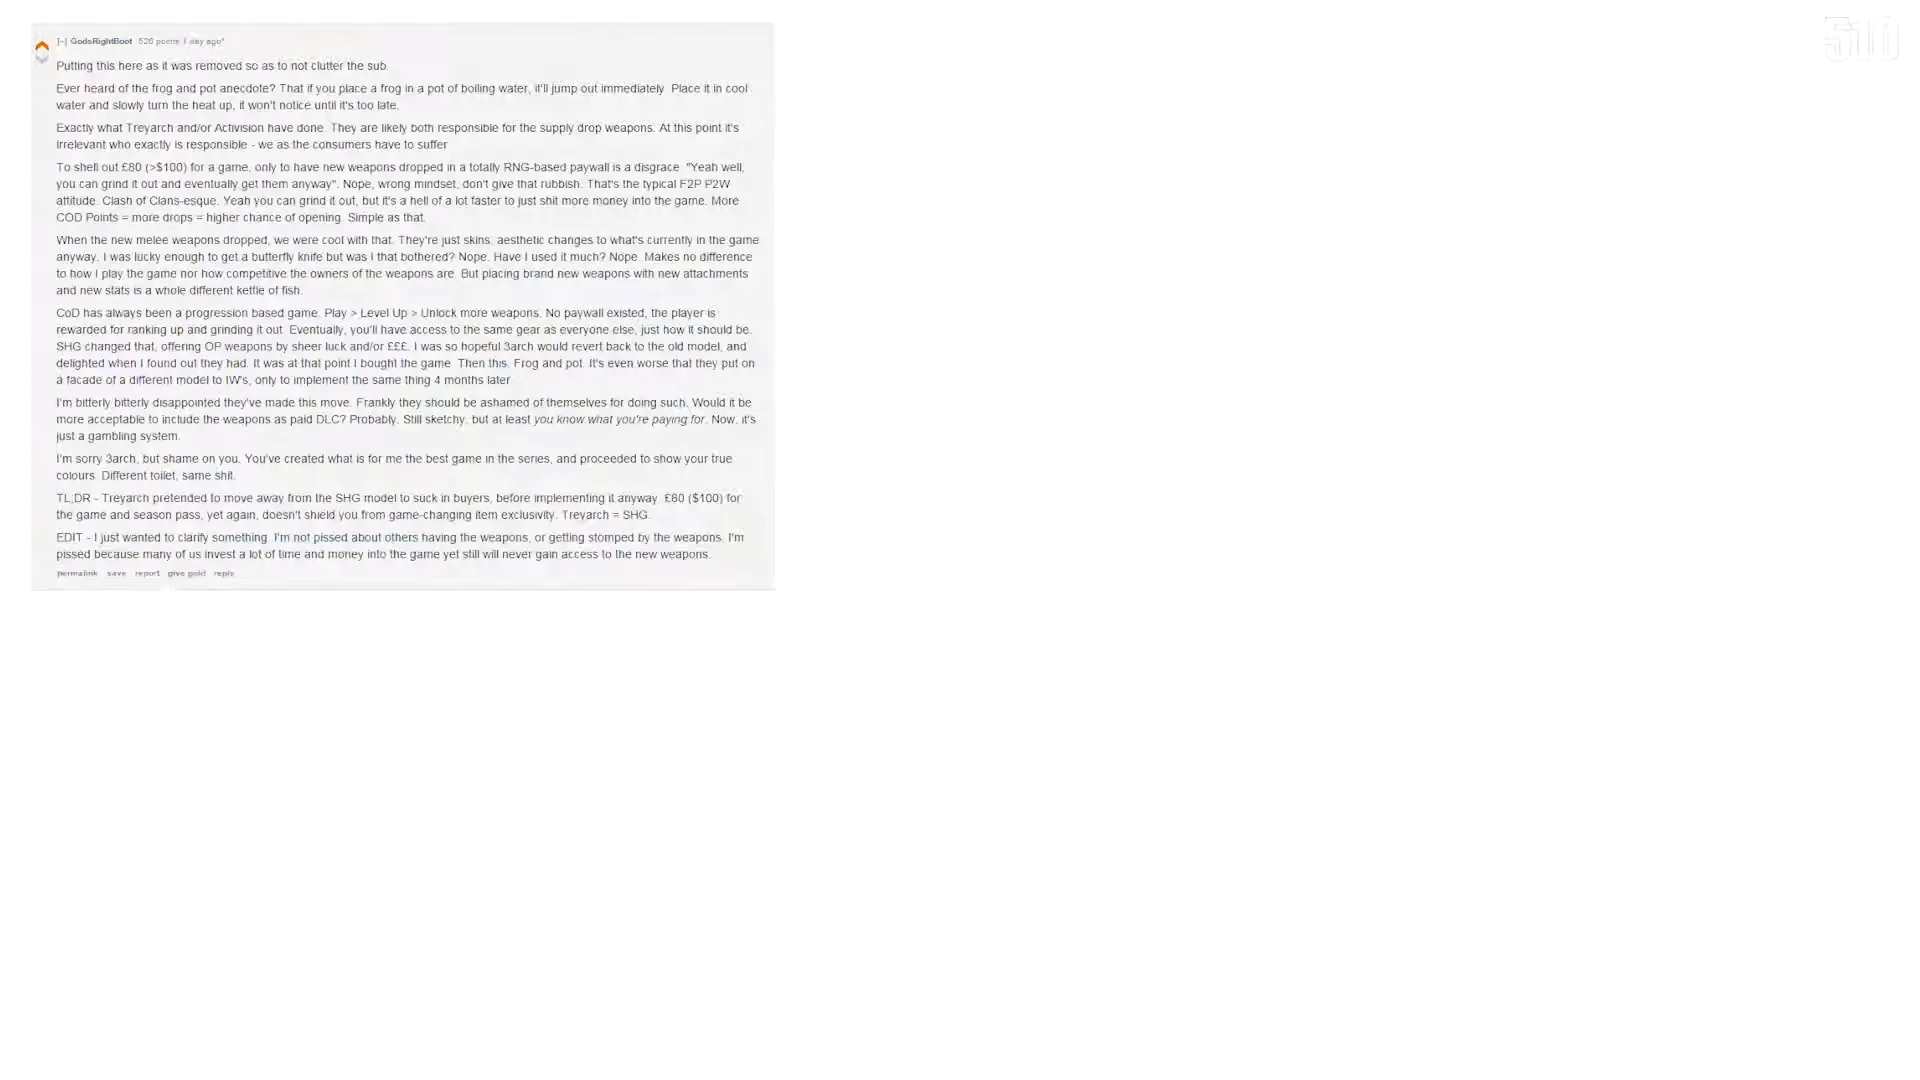 [–] GodsRightBoot 526 points 1 day ago*
510
Putting this here as it was removed so as to not clutter the sub.
Ever heard of the frog and pot anecdote? That if you place a frog in a pot of boiling water, it'll jump out immediately. Place it in cool
water and slowly turn the heat up, it won't notice until it's too late.
Exactly what Treyarch and/or Activision have done. They are likely both responsible for the supply drop weapons. At this point it's
irrelevant who exactly is responsible - we as the consumers have to suffer
To shell out £80 (>$100) for a game, only to have new weapons dropped in a totally RNG-based paywall is a disgrace. "Yeah well,
you can grind it out and eventually get them anyway". Nope, wrong mindset, don't give that rubbish. That's the typical F2P P2W
attitude. Clash of Clans-esque. Yeah you can grind it out, but it's a hell of a lot faster to just shit more money into the game. More
COD Points = more drops = higher chance of opening. Simple as that.
When the new melee weapons dropped, we were cool with that. They're just skins, aesthetic changes to what's currently in the game
anyway. I was lucky enough to get a butterfly knife but was I that bothered? Nope. Have I used it much? Nope. Makes no difference
to how I play the game nor how competitive the owners of the weapons are. But placing brand new weapons with new attachments
and new stats is a whole different kettle of fish.
CoD has always been a progression based game. Play > Level Up > Unlock more weapons. No paywall existed, the player is
rewarded for ranking up and grinding it out. Eventually, you'll have access to the same gear as everyone else, just how it should be.
SHG changed that, offering OP weapons by sheer luck and/or £££. I was so hopeful 3arch would revert back to the old model, and
delighted when I found out they had. It was at that point I bought the game. Then this. Frog and pot. It's even worse that they put on
a facade of a different model to IW's, only to implement the same thing 4 months later
I'm bitterly bitterly disappointed they've made this move. Frankly they should be ashamed of themselves for doing such. Would it be
more acceptable to include the weapons as paid DLC? Probably. Still sketchy, but at least you know what you're paying for. Now, it's
just a gambling system.
I'm sorry 3arch, but shame on you. You've created what is for me the best game in the series, and proceeded to show your true
colours. Different toilet, same shit.
TL;DR - Treyarch pretended to move away from the SHG model to suck in buyers, before implementing it anyway. £80 ($100) for
the game and season pass, yet again, doesn't shield you from game-changing item exclusivity. Treyarch = SHG.
EDIT - I just wanted to clarify something. I'm not pissed about others having the weapons, or getting stomped by the weapons. I'm
pissed because many of us invest a lot of time and money into the game yet still will never gain access to the new weapons.
permalink save report give gold reply